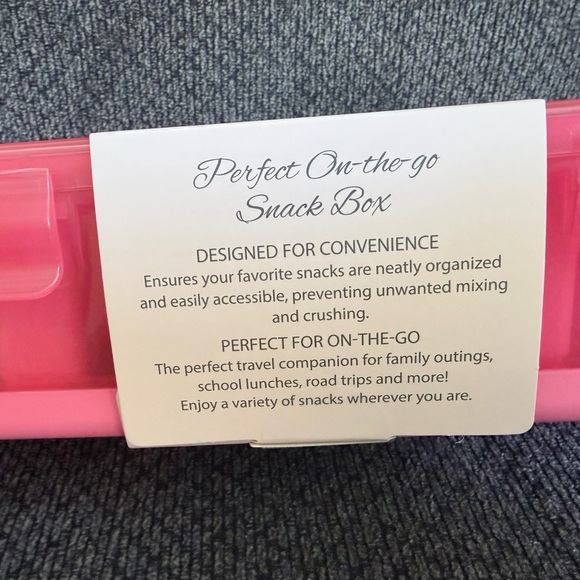 Perfect On-the-go
Snack Box
DESIGNED FOR CONVENIENCE
Ensures your favorite snacks are neatly organized
and easily accessible, preventing unwanted mixing
and crushing.
PERFECT FOR ON-THE-GO
The perfect travel companion for family outings,
school lunches, road trips and more!
Enjoy a variety of snacks wherever you are.